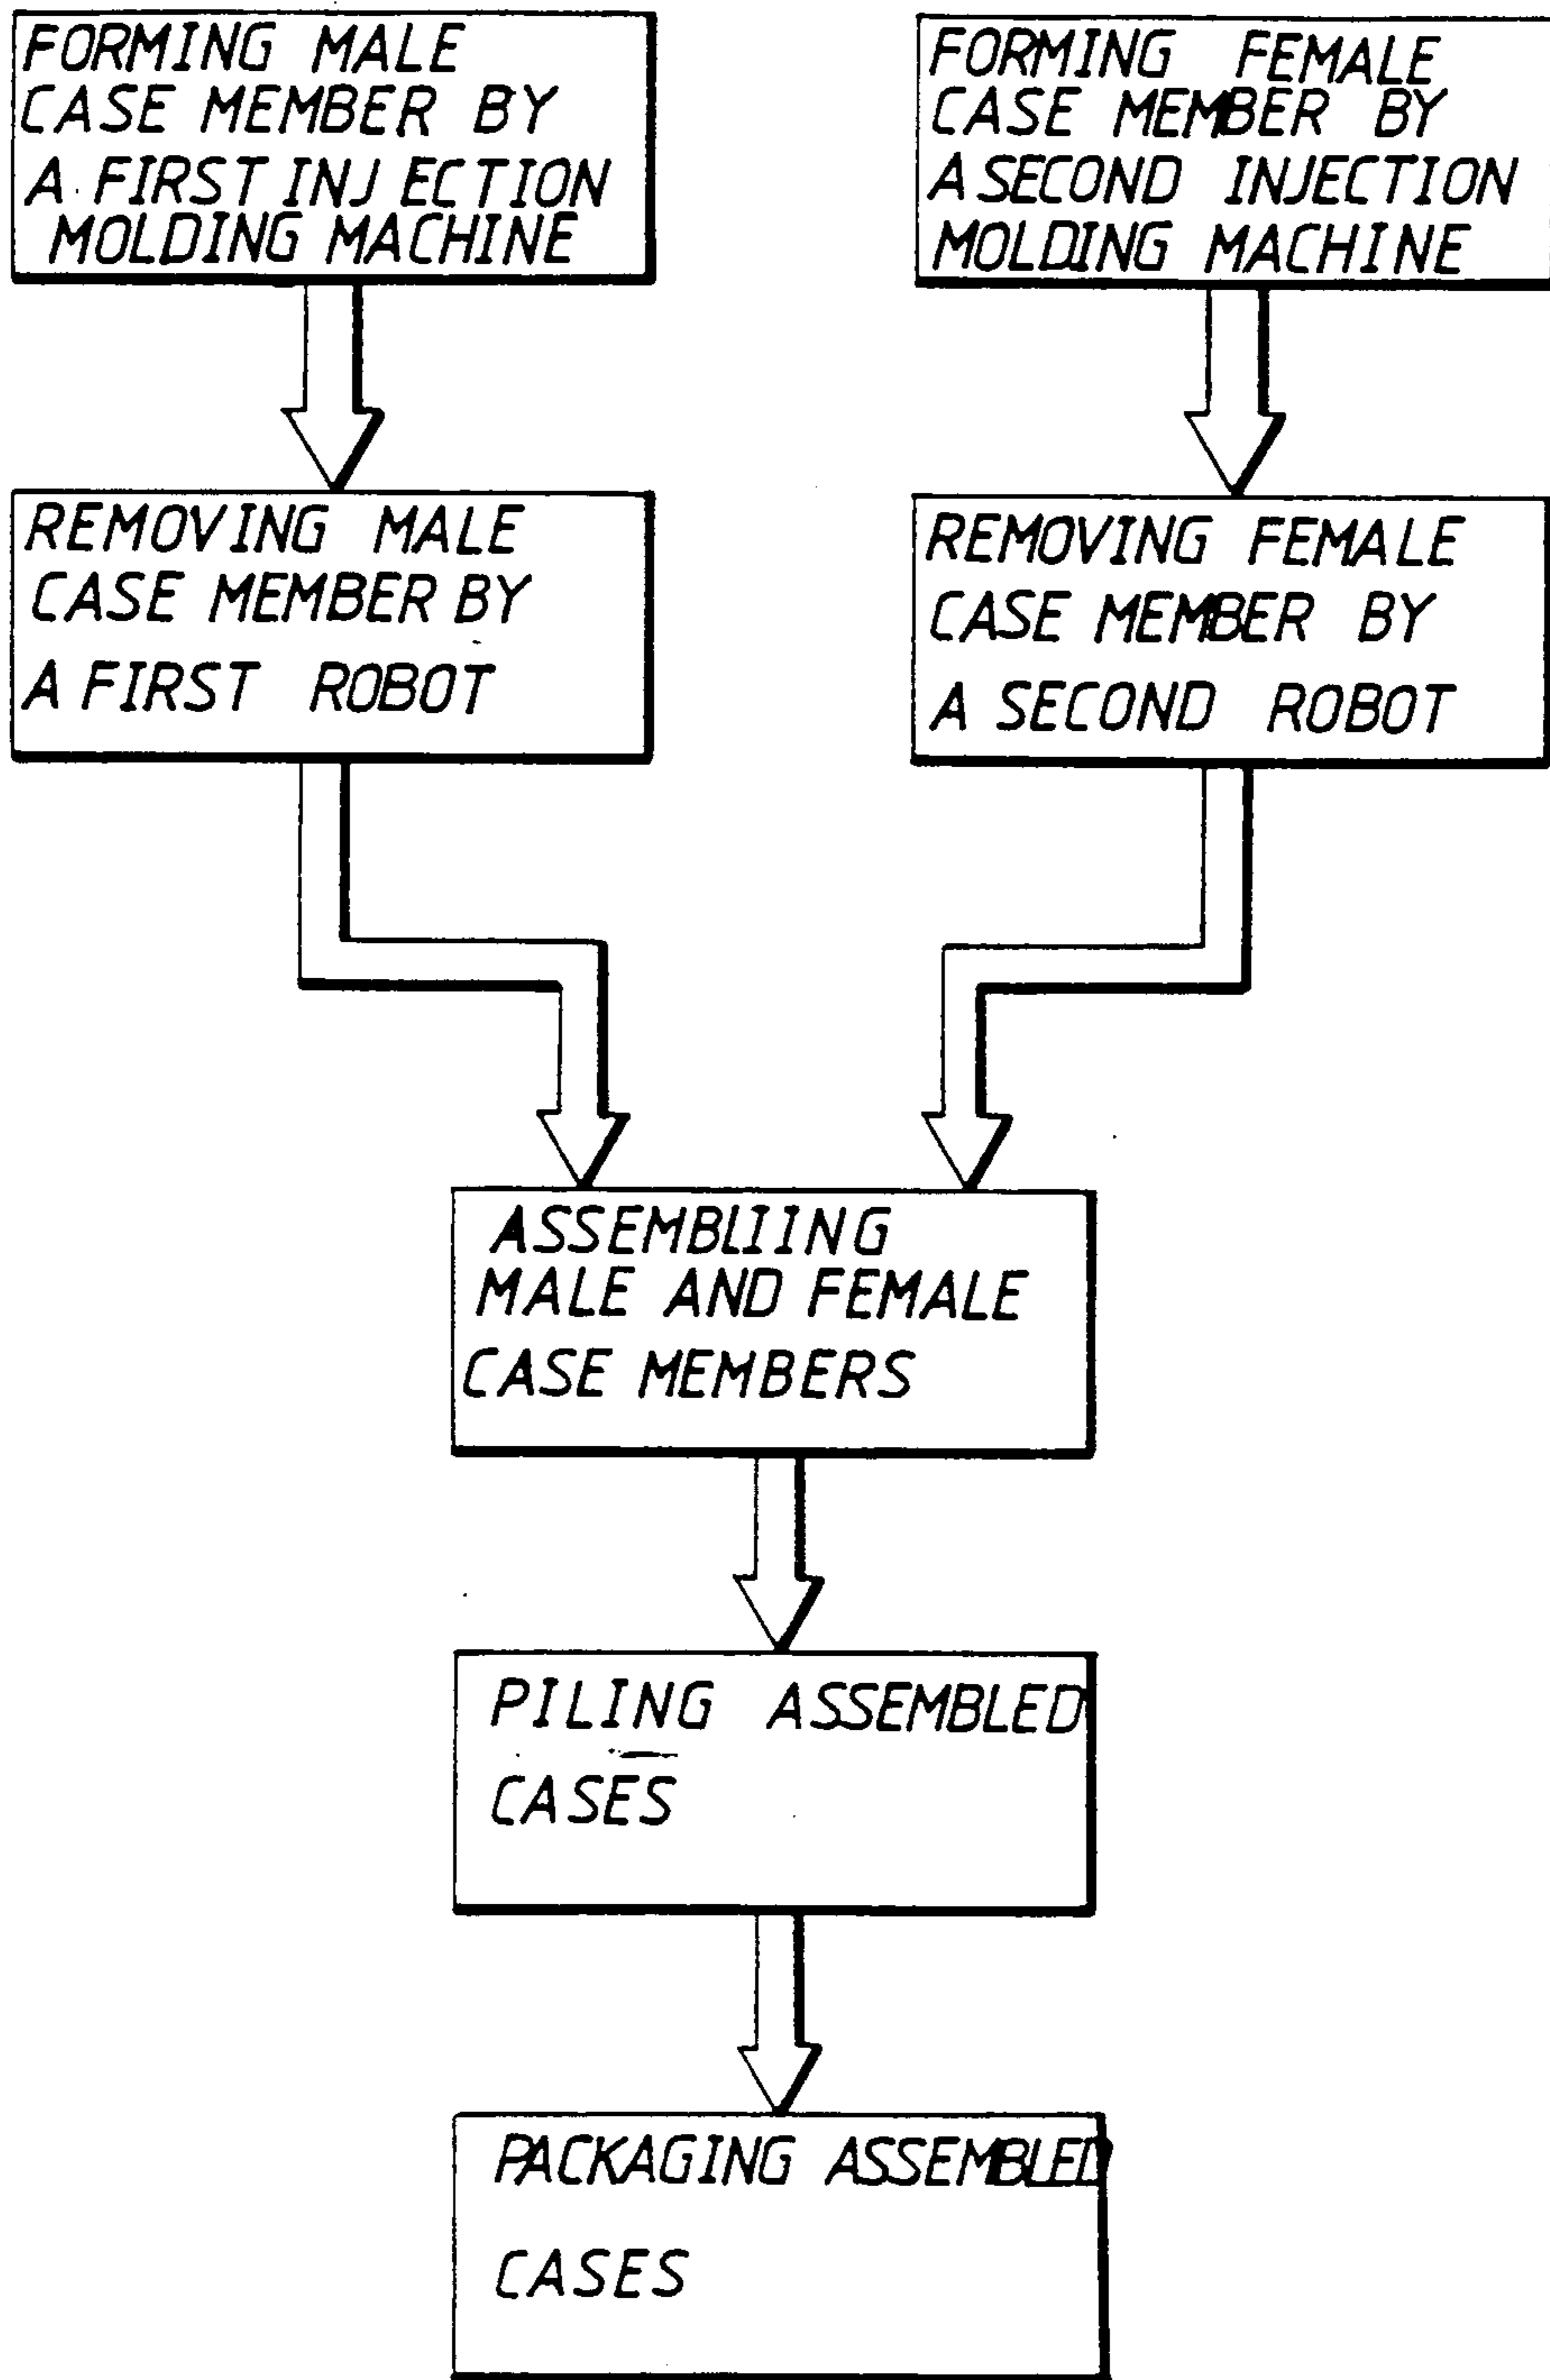 FORMING MALE
CASE MEMBER BY
A FIRST INJECTION
MOLDING MACHINE
FORMING FEMALE
CASE MEMBER BY
A SECOND INJECTION
MOLDING MACHINE
REMOVING MALE
CASE MEMBER BY
A FIRST ROBOT
REMOVING FEMALE
CASE MEMBER BY
A SECOND ROBOT
ASSEMBLIING
MALE AND FEMALE
CASE MEMBERS
PILING ASSEMBLED
CASES
PACKAGING ASSEMBLED
CASES